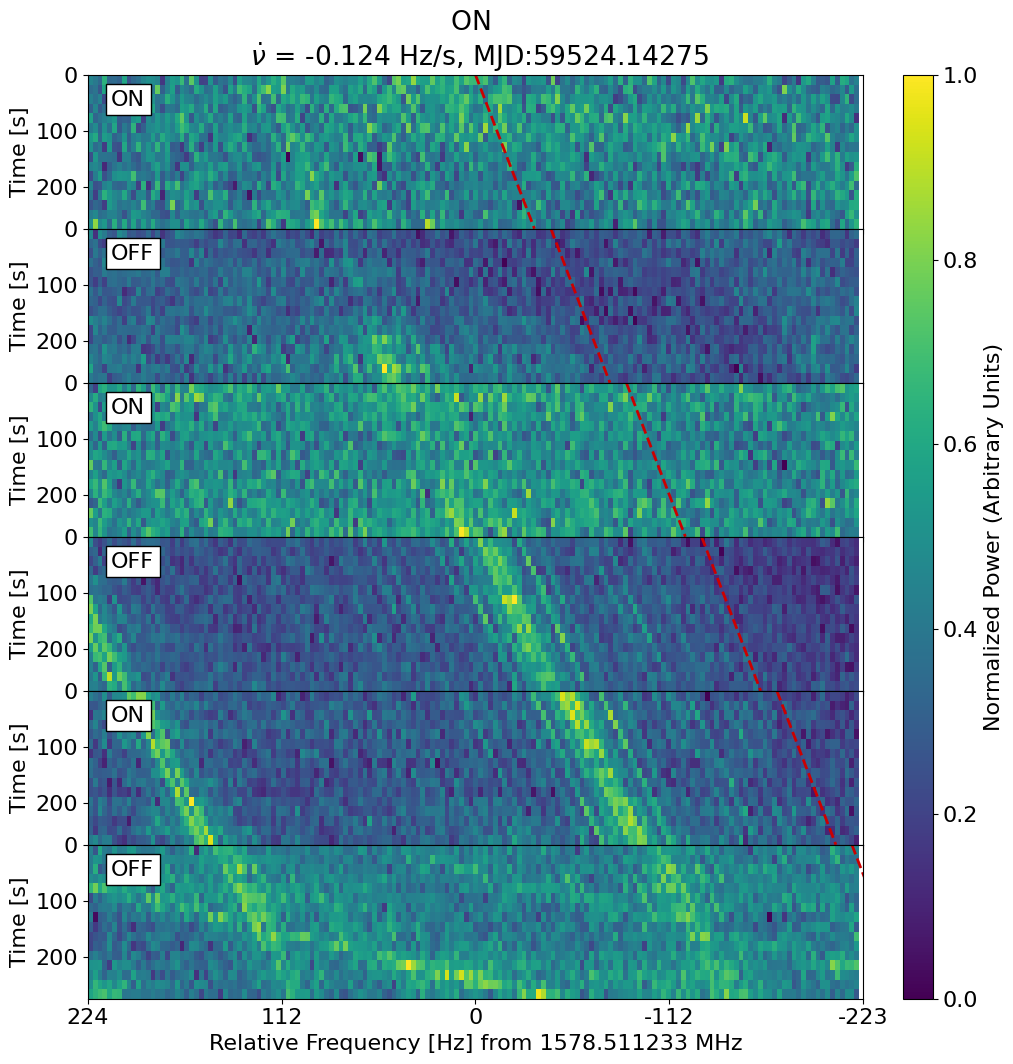 ON
ν̇ = -0.124 Hz/s, MJD:59524.14275
0
100
200
Time [s]
ON
0
100
200
Time [s]
OFF
0
100
200
Time [s]
ON
0
100
200
Time [s]
OFF
0
100
200
Time [s]
ON
0
100
200
Time [s]
OFF
224 112 0 -112 -223
Relative Frequency [Hz] from 1578.511233 MHz
1.0
0.8
0.6
0.4
0.2
0.0
Normalized Power (Arbitrary Units)